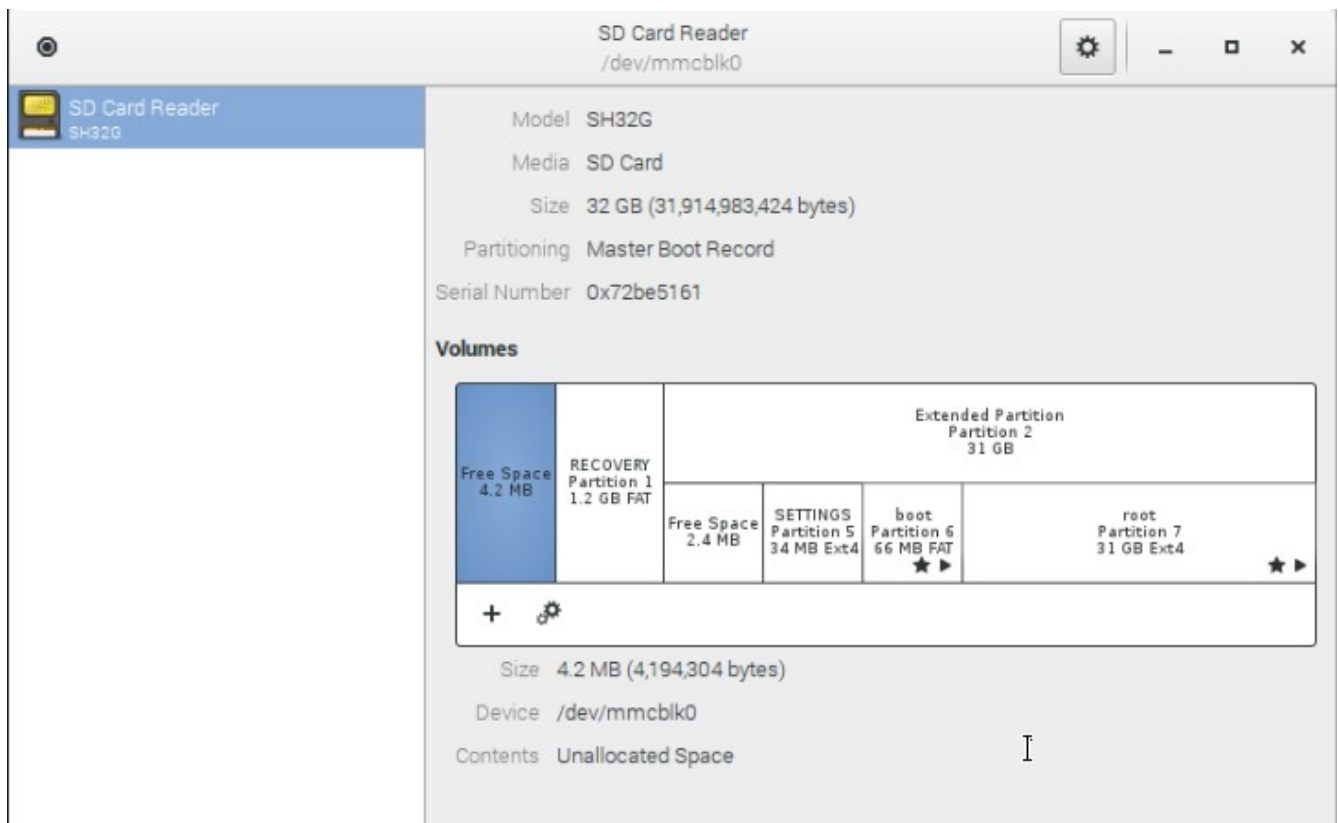 SD Card Reader
/dev/mmcblk0
SD Card Reader
SH32G
Model SH32G
Media SD Card
Size 32 GB (31,914,983,424 bytes)
Partitioning Master Boot Record
Serial Number 0x72be5161
Volumes
Free Space
4.2 MB
RECOVERY
Partition 1
1.2 GB FAT
Extended Partition
Partition 2
31 GB
Free Space
2.4 MB
SETTINGS
Partition 5
34 MB Ext4
boot
Partition 6
66 MB FAT
root
Partition 7
31 GB Ext4
Size 4.2 MB (4,194,304 bytes)
Device /dev/mmcblk0
Contents Unallocated Space